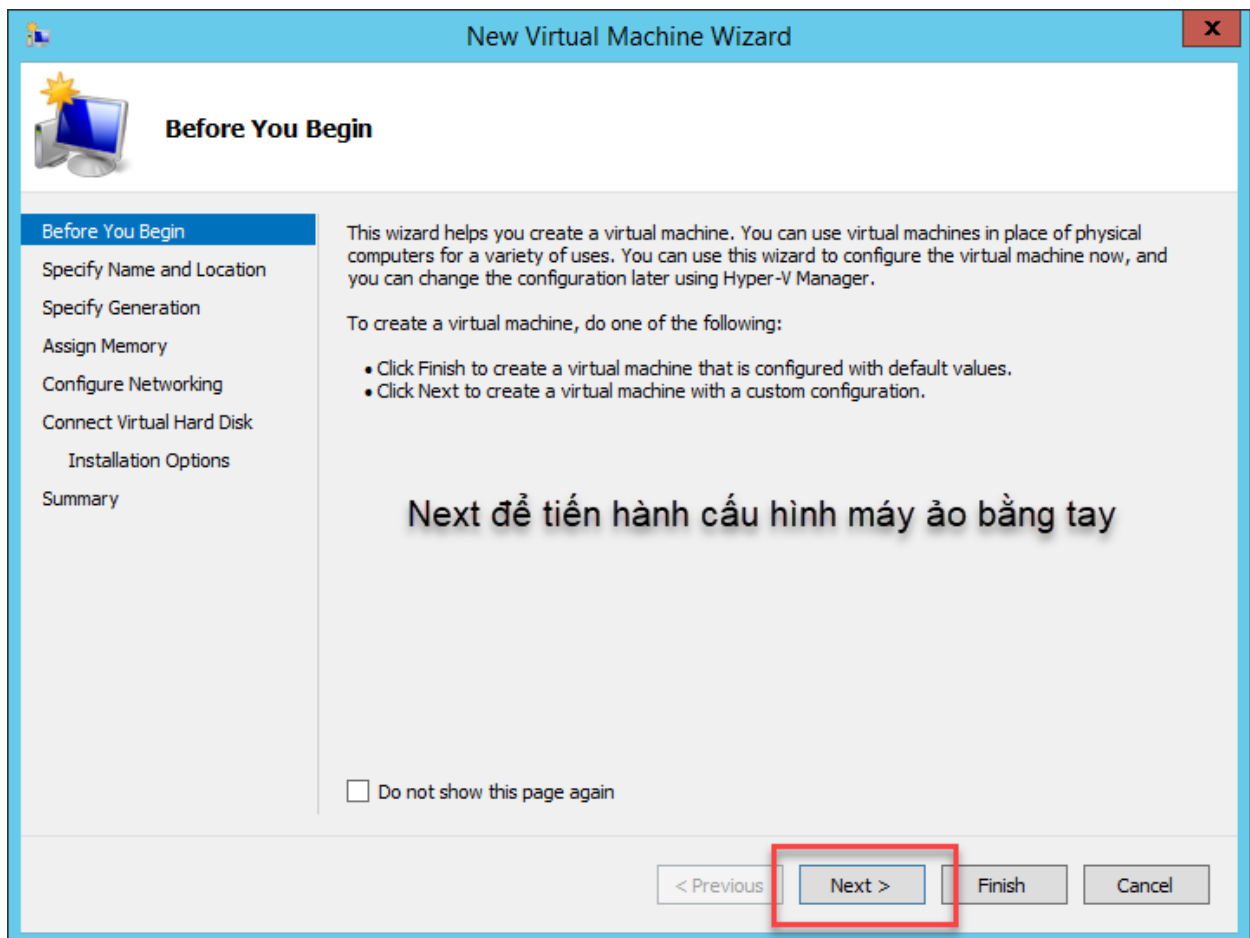 New Virtual Machine Wizard
x
Before You Begin
Before You Begin
Specify Name and Location
Specify Generation
Assign Memory
Configure Networking
Connect Virtual Hard Disk
Installation Options
Summary
This wizard helps you create a virtual machine. You can use virtual machines in place of physical
computers for a variety of uses. You can use this wizard to configure the virtual machine now, and
you can change the configuration later using Hyper-V Manager.
To create a virtual machine, do one of the following:
• Click Finish to create a virtual machine that is configured with default values.
• Click Next to create a virtual machine with a custom configuration.
Next để tiến hành cấu hình máy ảo bằng tay
Do not show this page again
< Previous
Next >
Finish
Cancel